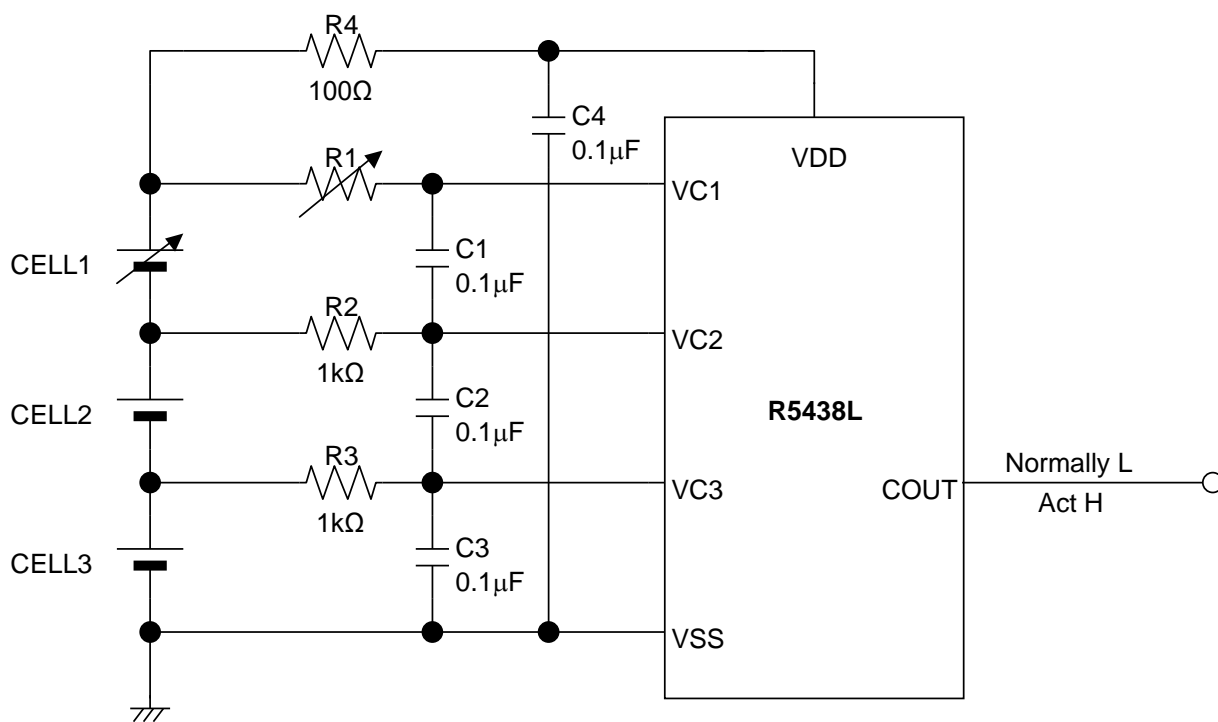 R4
100Ω
C4
0.1μF
VDD
R1
VC1
CELL1
C1
0.1μF
R2
1kΩ
VC2
CELL2
C2
0.1μF
R5438L
R3
1kΩ
VC3
COUT
Normally L
Act H
CELL3
C3
0.1μF
VSS